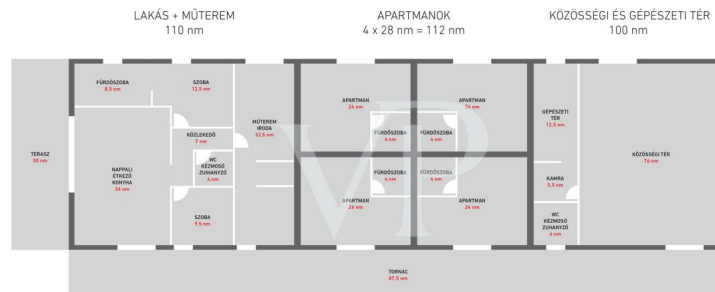 LAKÁS + MŰTEREM
110 nm
APARTMANOK
4 x 28 nm = 112 nm
KÖZÖSSÉGI ÉS GÉPÉSZETI TÉR
100 nm
TERASZ
38 nm
FÜRDŐSZOBA
8,5 nm
SZOBA
12,5 nm
KÖZLEKEDŐ
7 nm
WC
KÉZMOSÓ
ZUHANYZÓ
4 nm
NAPPALI
ÉTKEZŐ
KONYHA
36 nm
SZOBA
9,5 nm
MŰTEREM
IRODA
32,5 nm
APARTMAN
24 nm
FÜRDŐSZOBA
4 nm
APARTMAN
24 nm
FÜRDŐSZOBA
4 nm
FÜRDŐSZOBA
4 nm
APARTMAN
24 nm
FÜRDŐSZOBA
4 nm
APARTMAN
24 nm
GÉPÉSZETI
TÉR
12,5 nm
KAMRA
5,5 nm
WC
KÉZMOSÓ
ZUHANYZÓ
6 nm
KÖZÖSSÉGI TÉR
76 nm
TORNÁC
87,5 nm
VP